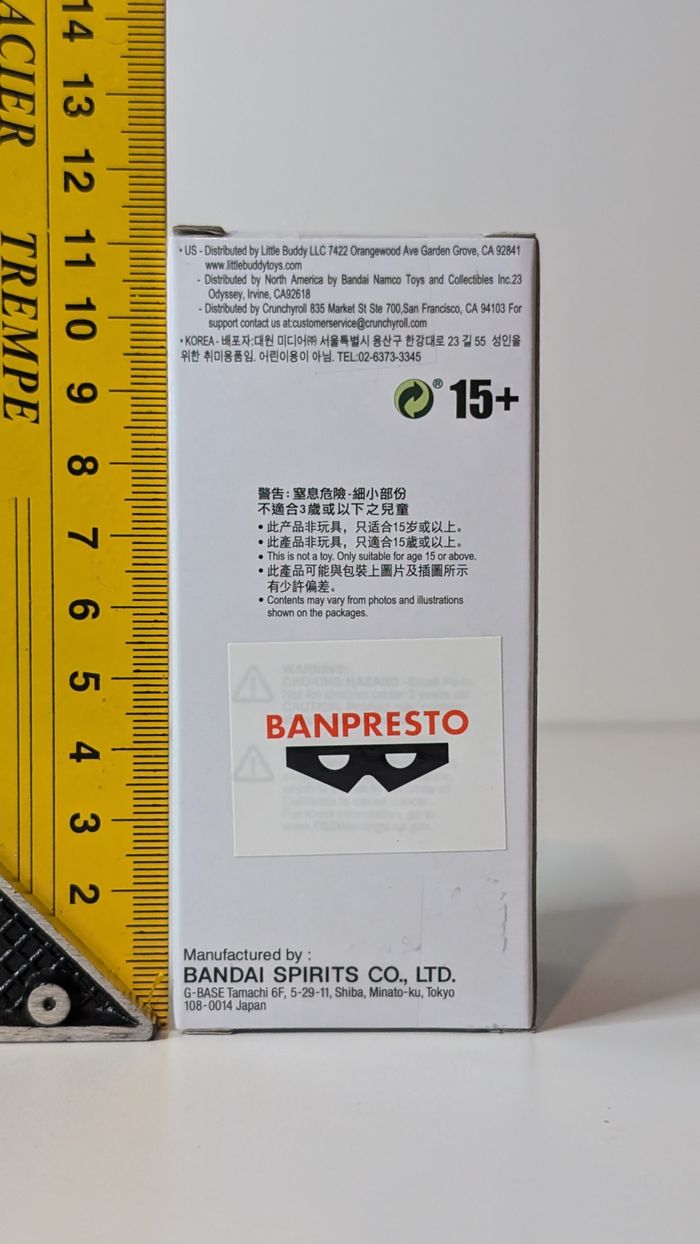 14
13
12
11
10
9
8
7
6
5
4
3
2
ACIER TREMPE
• US - Distributed by Little Buddy LLC 7422 Orangewood Ave Garden Grove, CA 92841
www.littlebuddytoys.com
- Distributed by North America by Bandai Namco Toys and Collectibles Inc.23
Odyssey, Irvine, CA92618
- Distributed by Crunchyroll 835 Market St Ste 700,San Francisco, CA 94103 For
support contact us at:customerservice@crunchyroll.com
• KOREA - 배포자:대원 미디어㈜ 서울특별시 용산구 한강대로 23 길 55 성인을
위한 취미용품임. 어린이용이 아님. TEL:02-6373-3345
® 15+
警告: 窒息危險-細小部份
不適合3歲或以下之兒童
• 此产品非玩具，只适合15岁或以上。
• 此產品非玩具，只適合15歲或以上。
• This is not a toy. Only suitable for age 15 or above.
• 此產品可能與包裝上圖片及插圖所示
有少許偏差。
• Contents may vary from photos and illustrations
shown on the packages.
WARNING:
CHOKING HAZARD -Small Parts
Not for children under 3 years old
BANPRESTO
Manufactured by :
BANDAI SPIRITS CO., LTD.
G-BASE Tamachi 6F, 5-29-11, Shiba, Minato-ku, Tokyo
108-0014 Japan